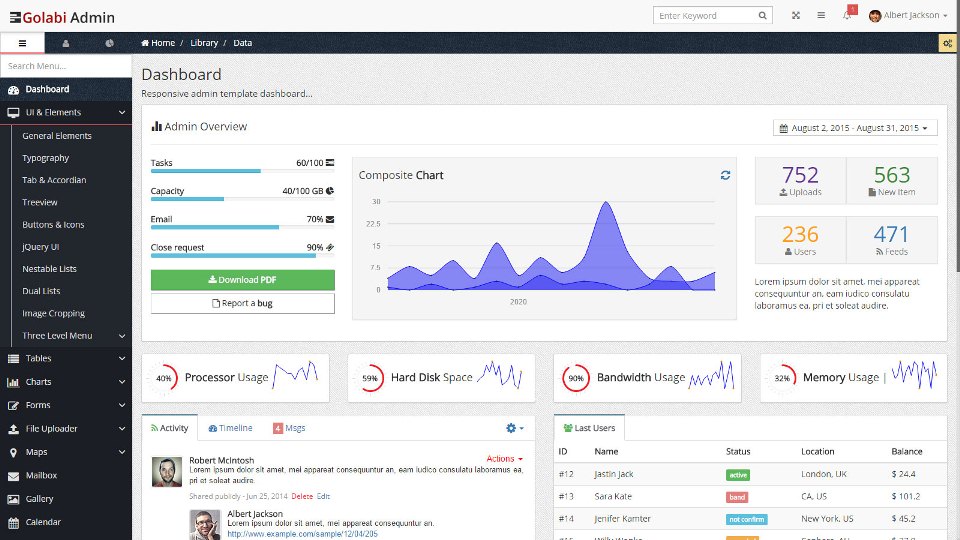 Golabi Admin
Enter Keyword
1
Albert Jackson
Home / Library / Data
Search Menu...
Dashboard
UI & Elements
General Elements
Typography
Tab & Accordian
Treeview
Buttons & Icons
jQuery UI
Nestable Lists
Dual Lists
Image Cropping
Three Level Menu
Tables
Charts
Forms
File Uploader
Maps
Mailbox
Gallery
Calendar
Dashboard
Responsive admin template dashboard...
Admin Overview
August 2, 2015 - August 31, 2015
Tasks 60/100
Capacity 40/100 GB
Email 70%
Close request 90%
Download PDF
Report a bug
Composite Chart
30
22.5
15
7.5
0
2020
752
Uploads
563
New Item
236
Users
471
Feeds
Lorem ipsum dolor sit amet, mei appareat
consequuntur an, eam iudico consulatu
laboramus ea, pri et soleat audire.
40% Processor Usage
59% Hard Disk Space
90% Bandwidth Usage
32% Memory Usage |
Activity
Timeline
4 Msgs
Robert McIntosh
Actions
Lorem ipsum dolor sit amet, mei appareat consequuntur an, eam iudico consulatu laboramus ea,
pri et soleat audire.
Shared publicly - Jun 25, 2014 Delete Edit
Albert Jackson
Lorem ipsum dolor sit amet, mei appareat consequuntur an.
http://www.example.com/sample/12/04/205
Last Users
ID Name Status Location Balance
#12 Jastin Jack active London, UK $ 24.4
#13 Sara Kate band CA, US $ 101.2
#14 Jenifer Kamter not confirm New York, US $ 45.2